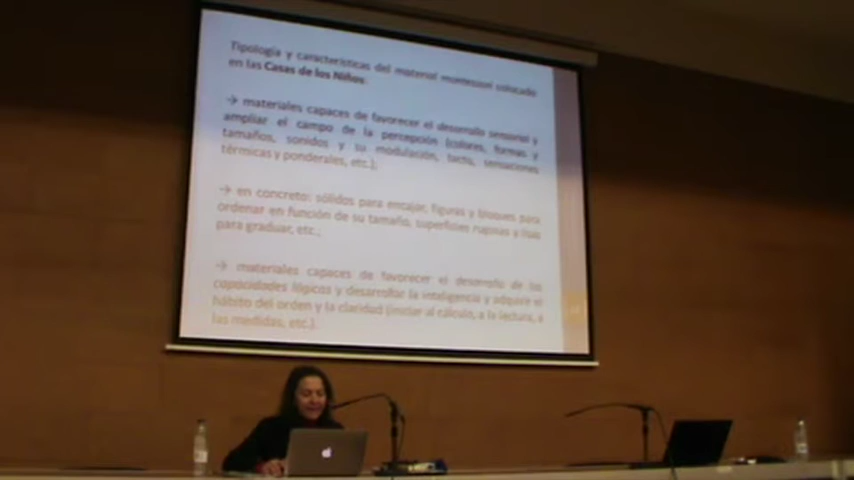 Tipología y características del material montessori colocado
en las Casas de los Niños:
→ materiales capaces de favorecer el desarrollo sensorial y
ampliar el campo de la percepción (colores, formas y
tamaños, sonidos y su modulación, tacto, sensaciones
térmicas y ponderales, etc.);
→ en concreto: sólidos para encajar, figuras y bloques para
ordenar en función de su tamaño, superficies rugosas y lisas
para graduar, etc.,
→ materiales capaces de favorecer el desarrollo de las
capacidades lógicas y desarrollar la inteligencia y adquirir el
hábito del orden y la claridad (iniciar al cálculo, a la lectura, a
las medidas, etc.).